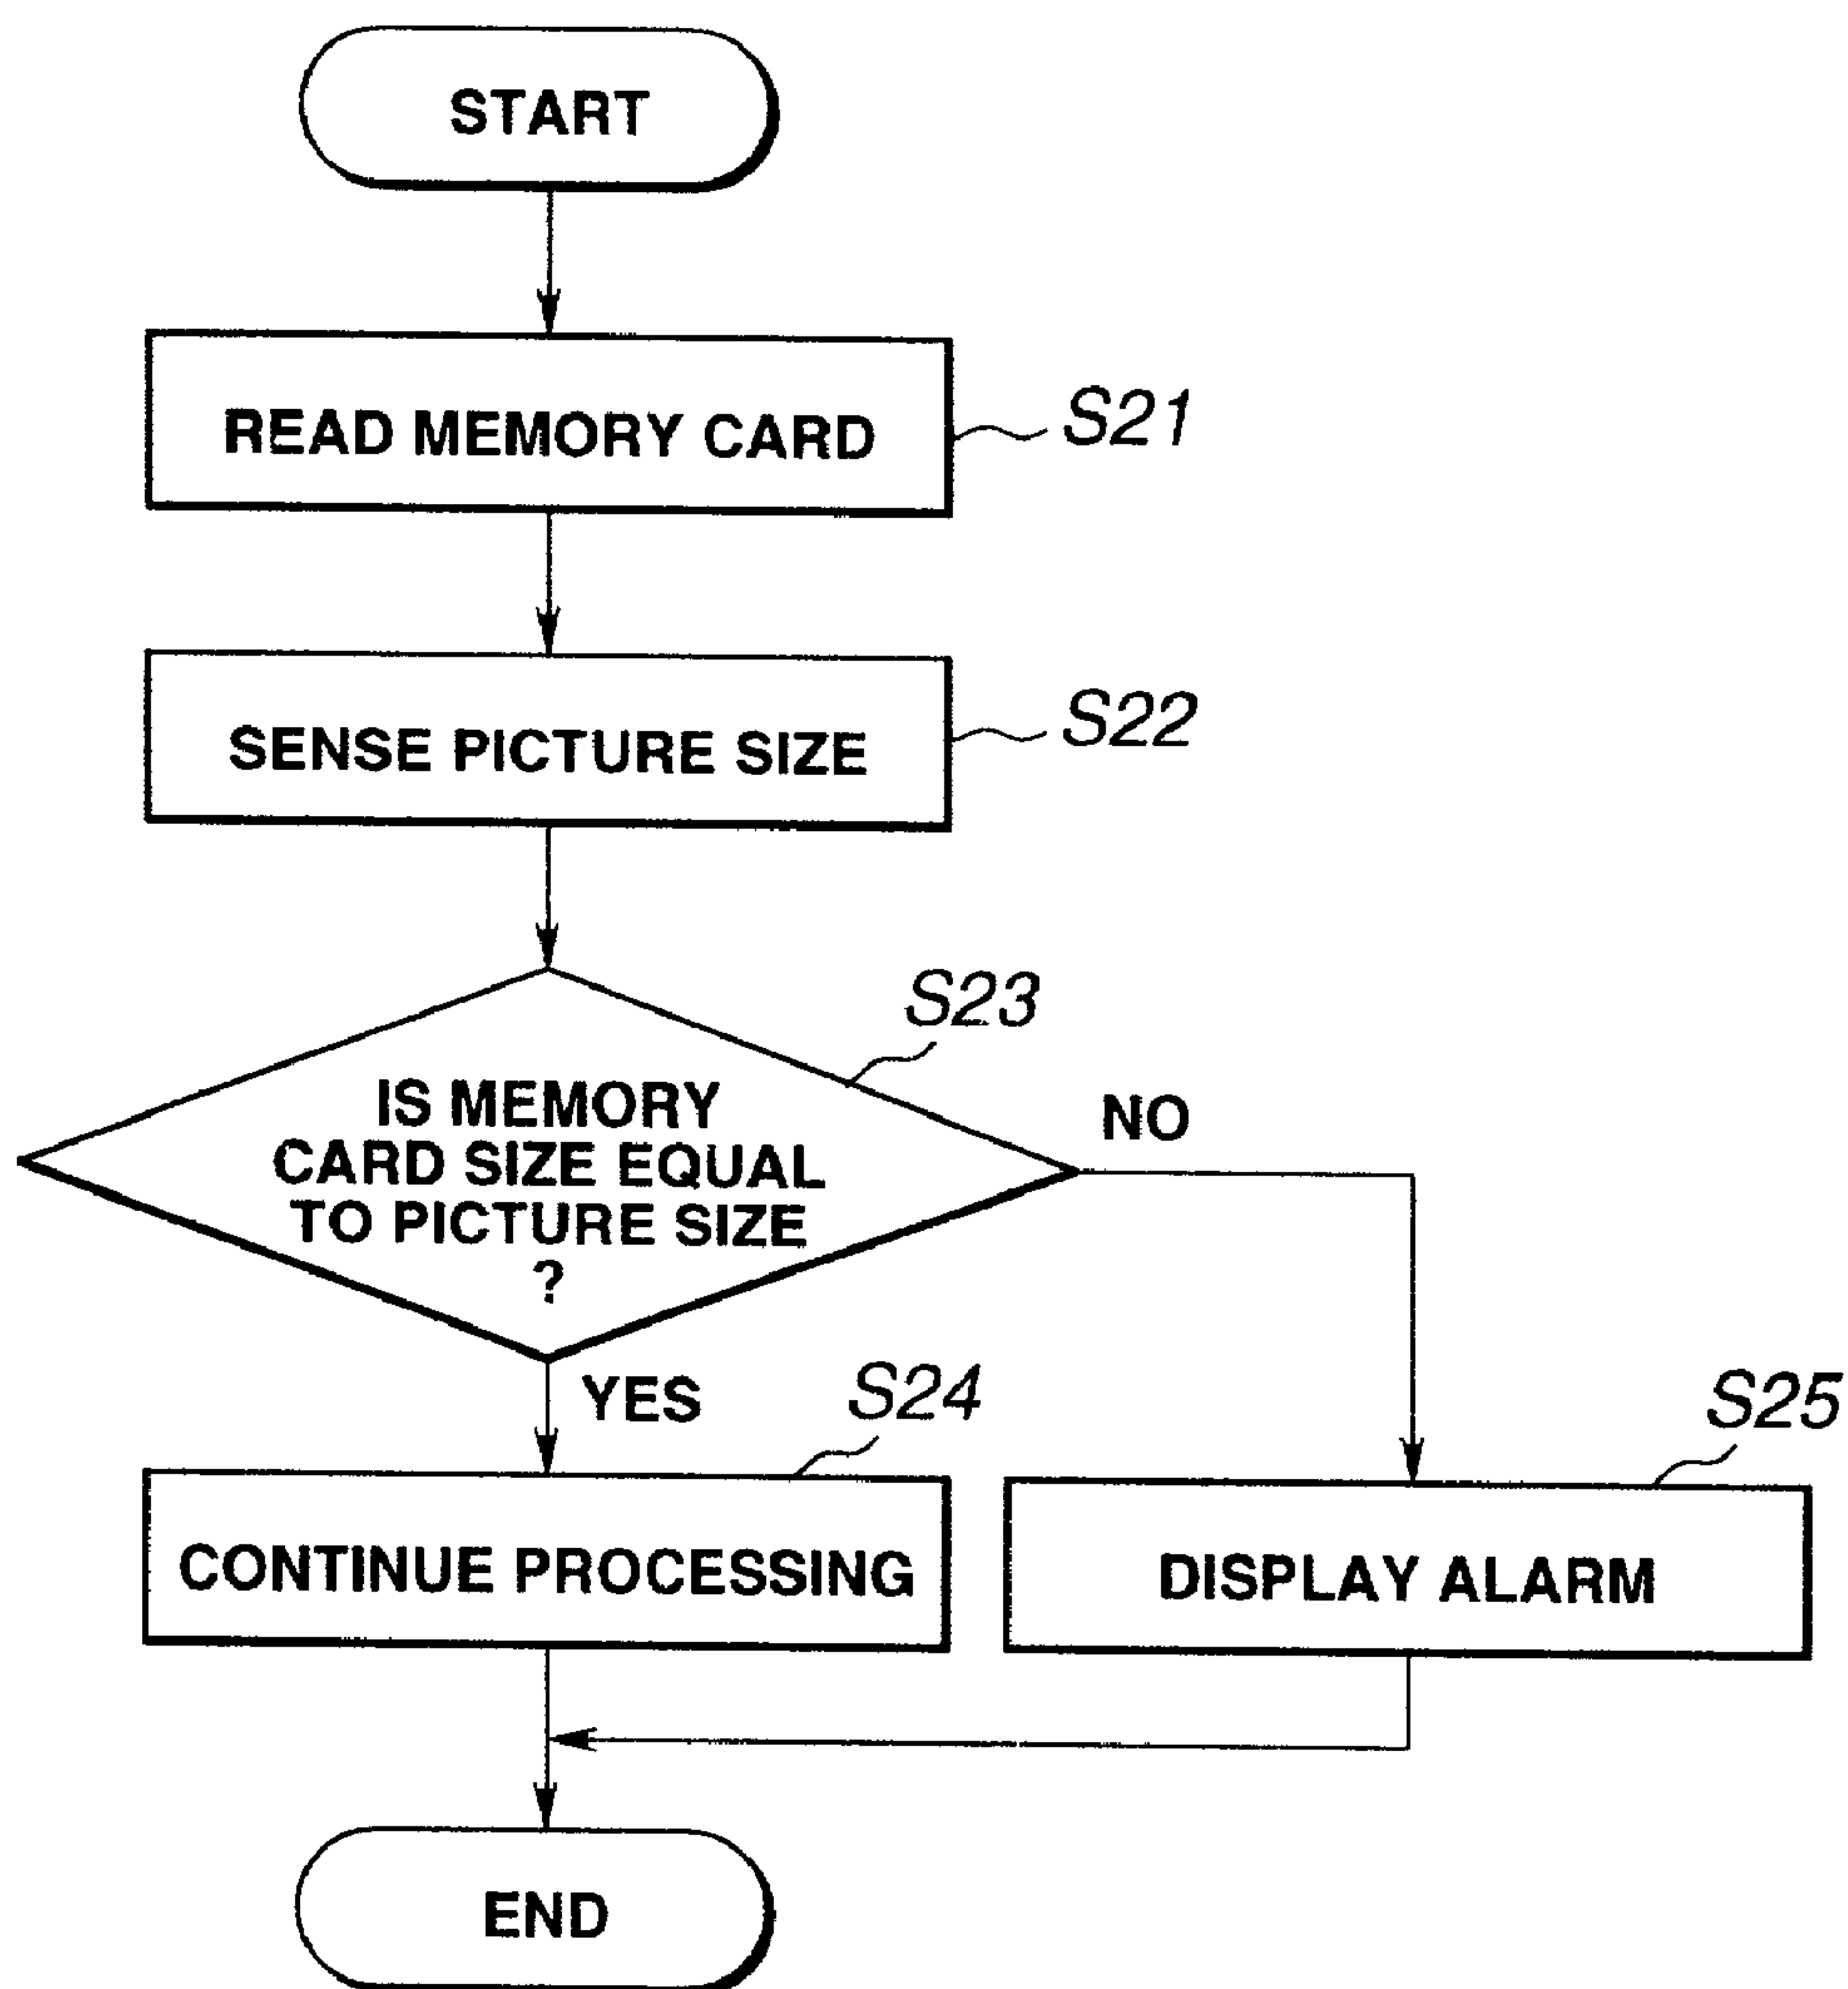 START
READ MEMORY CARD
S21
SENSE PICTURE SIZE
S22
S23
IS MEMORY
CARD SIZE EQUAL
TO PICTURE SIZE
?
NO
YES
S24
S25
CONTINUE PROCESSING
DISPLAY ALARM
END